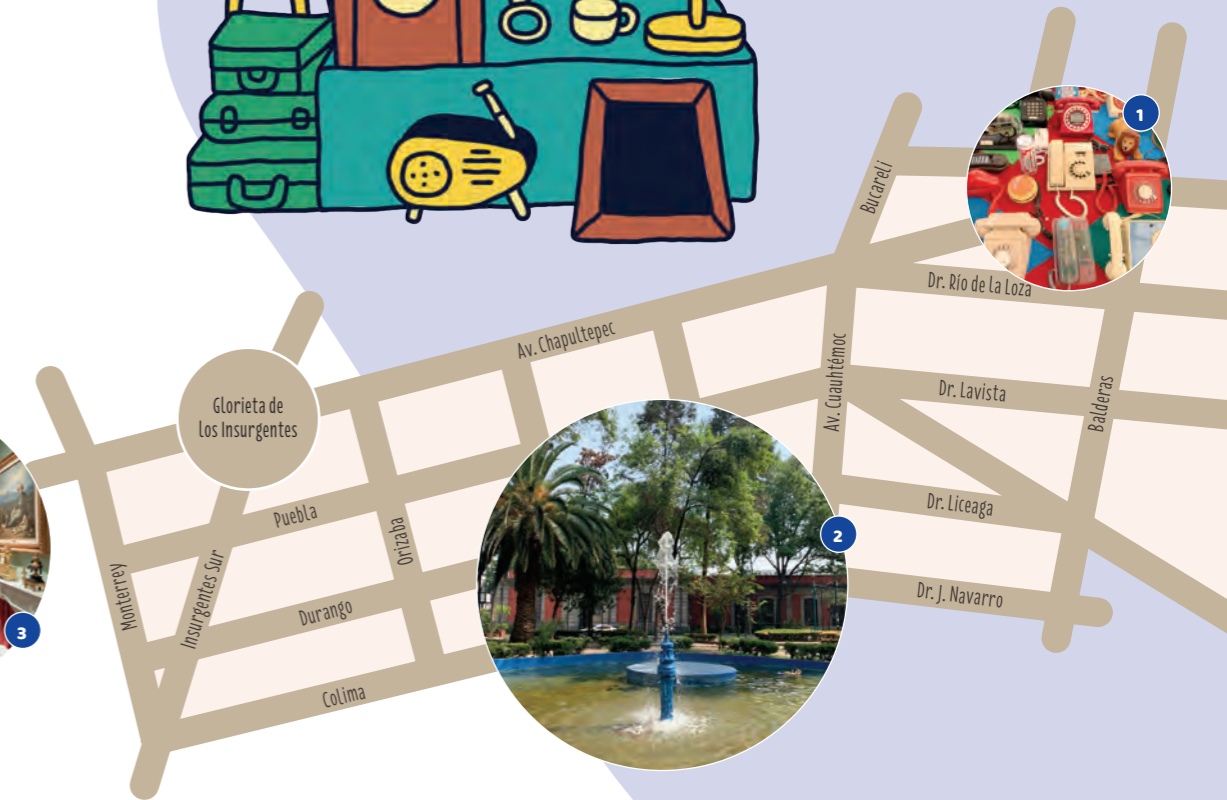 1
Bucareli
Dr. Río de la Loza
Av. Chapultepec
Av. Cuauhtémoc
Dr. Lavista
Balderas
Glorieta de
los Insurgentes
Puebla
Orizaba
Dr. Liceaga
2
Monterrey
Insurgentes Sur
Durango
Dr. J. Navarro
3
Colima